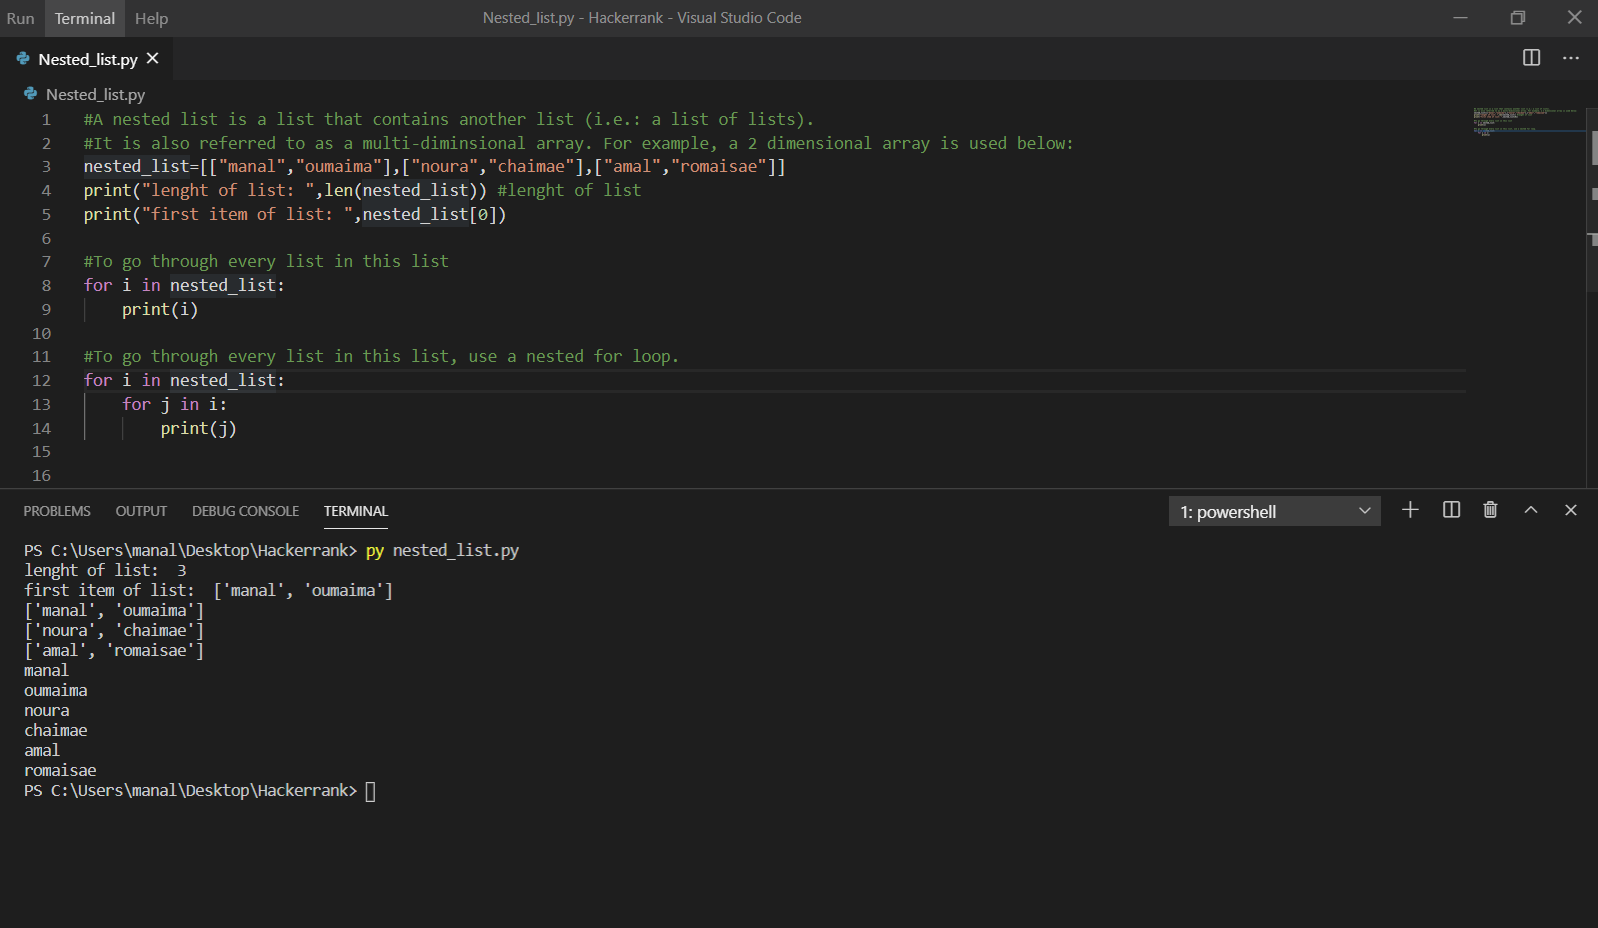 Run Terminal Help Nested_list.py - Hackerrank - Visual Studio Code
Nested_list.py
Nested_list.py
1 #A nested list is a list that contains another list (i.e.: a list of lists).
2 #It is also referred to as a multi-diminsional array. For example, a 2 dimensional array is used below:
3 nested_list=[["manal","oumaima"],["noura","chaimae"],["amal","romaisae"]]
4 print("lenght of list: ",len(nested_list)) #lenght of list
5 print("first item of list: ",nested_list[0])
6
7 #To go through every list in this list
8 for i in nested_list:
9     print(i)
10
11 #To go through every list in this list, use a nested for loop.
12 for i in nested_list:
13     for j in i:
14         print(j)
15
16
PROBLEMS OUTPUT DEBUG CONSOLE TERMINAL 1: powershell
PS C:\Users\manal\Desktop\Hackerrank> py nested_list.py
lenght of list:  3
first item of list:  ['manal', 'oumaima']
['manal', 'oumaima']
['noura', 'chaimae']
['amal', 'romaisae']
manal
oumaima
noura
chaimae
amal
romaisae
PS C:\Users\manal\Desktop\Hackerrank>